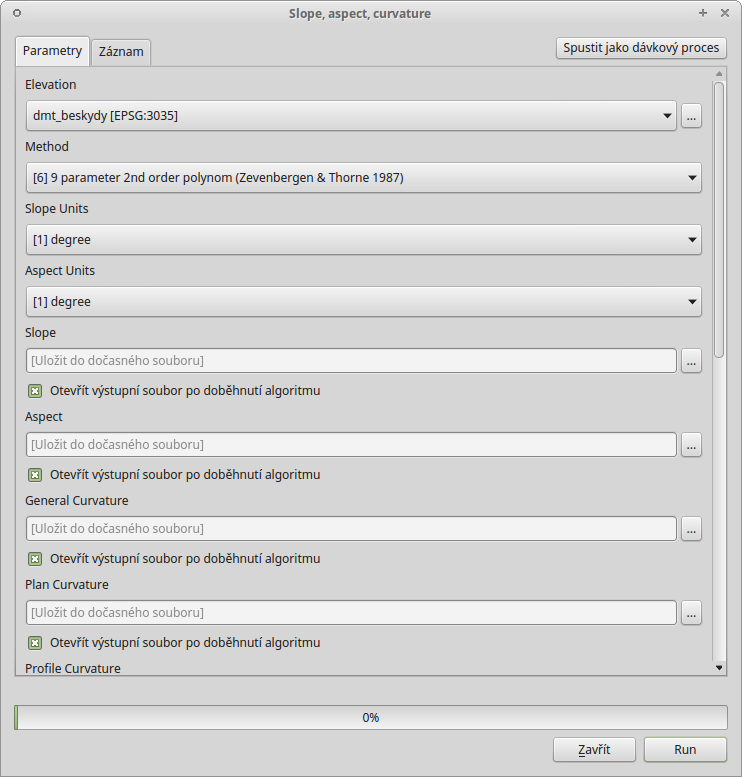 Slope, aspect, curvature
Parametry
Záznam
Spustit jako dávkový proces
Elevation
dmt_beskydy [EPSG:3035]
...
Method
[6] 9 parameter 2nd order polynom (Zevenbergen & Thorne 1987)
Slope Units
[1] degree
Aspect Units
[1] degree
Slope
[Uložit do dočasného souboru]
...
Otevřít výstupní soubor po doběhnutí algoritmu
Aspect
[Uložit do dočasného souboru]
...
Otevřít výstupní soubor po doběhnutí algoritmu
General Curvature
[Uložit do dočasného souboru]
...
Otevřít výstupní soubor po doběhnutí algoritmu
Plan Curvature
[Uložit do dočasného souboru]
...
Otevřít výstupní soubor po doběhnutí algoritmu
Profile Curvature
0%
Zavřít
Run